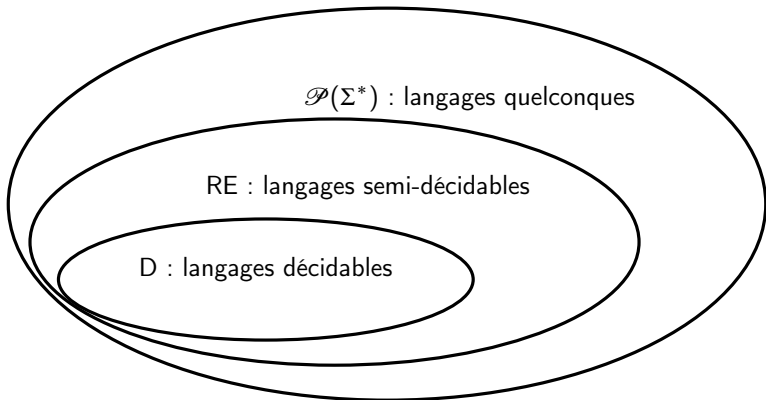 𝒫(Σ*) : langages quelconques
RE : langages semi-décidables
D : langages décidables